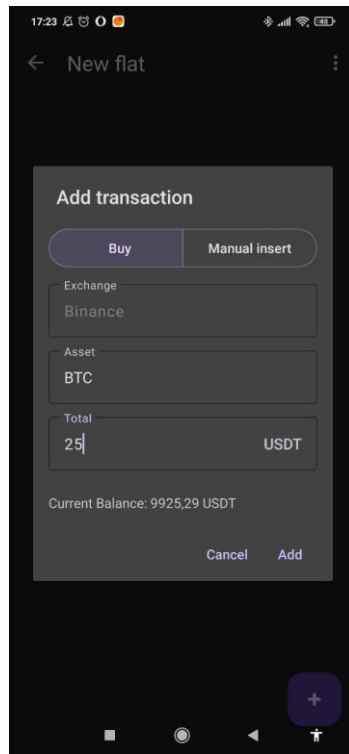 17:23
New flat
Add transaction
Buy
Manual insert
Exchange
Binance
Asset
BTC
Total
25
USDT
Current Balance: 9925,29 USDT
Cancel
Add
+